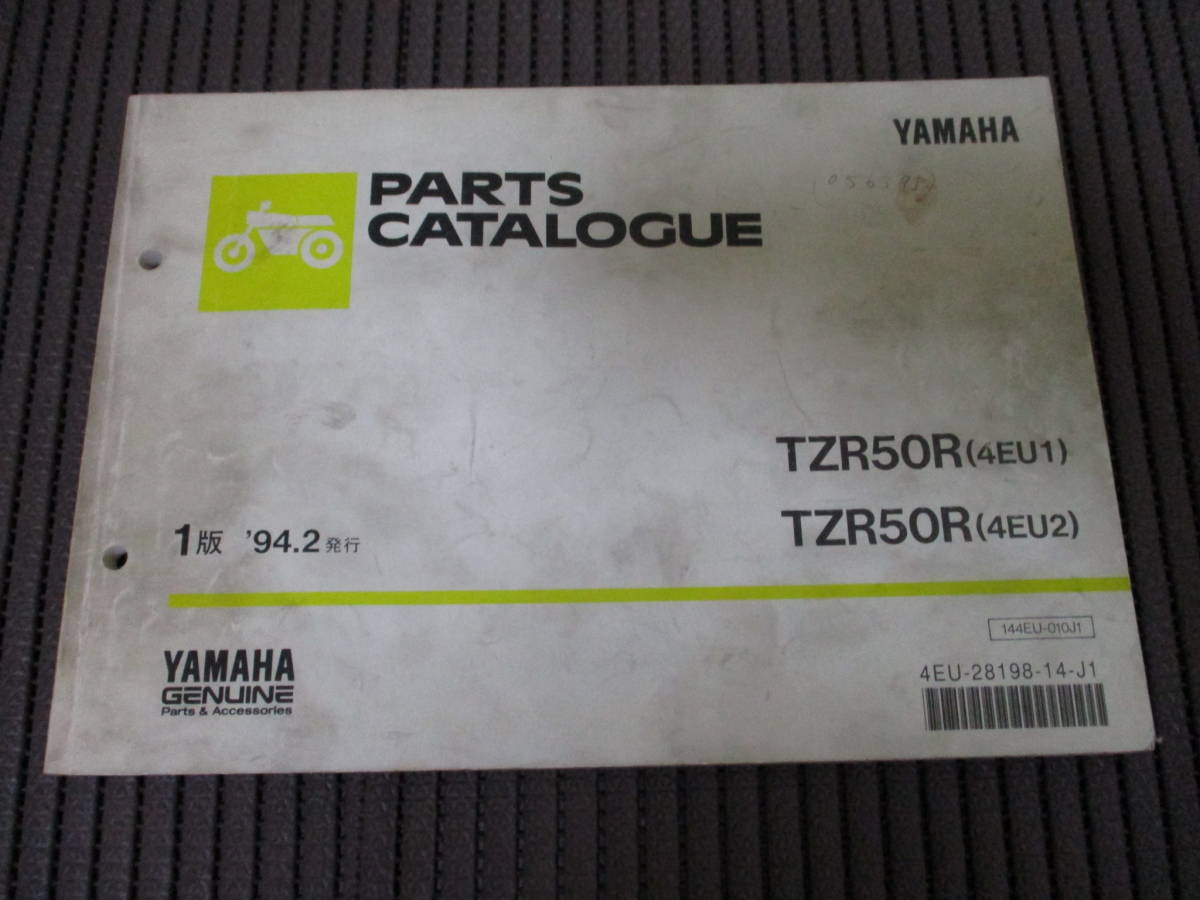 YAMAHA
PARTS
CATALOGUE
TZR50R(4EU1)
TZR50R(4EU2)
1版 '94.2発行
144EU-010J1
4EU-28198-14-J1
YAMAHA
GENUINE
Parts & Accessories